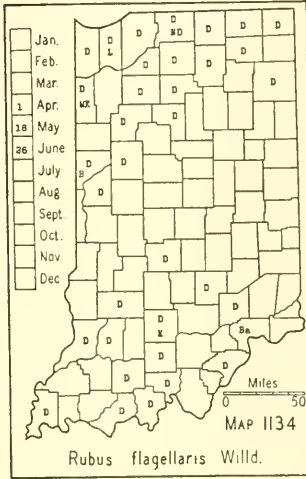 Jan.
Feb.
Mar.
1 Apr.
18 May
26 June
July
Aug
Sept.
Oct.
Nov
Dec
D
D D D D D
ND
D D
L
D D D
D
MK
D D
D D
B
D
D
D D
D D D
K
Ba
D
D
D D
D D D
Miles
0 50
MAP 1134
Rubus flagellaris Willd.